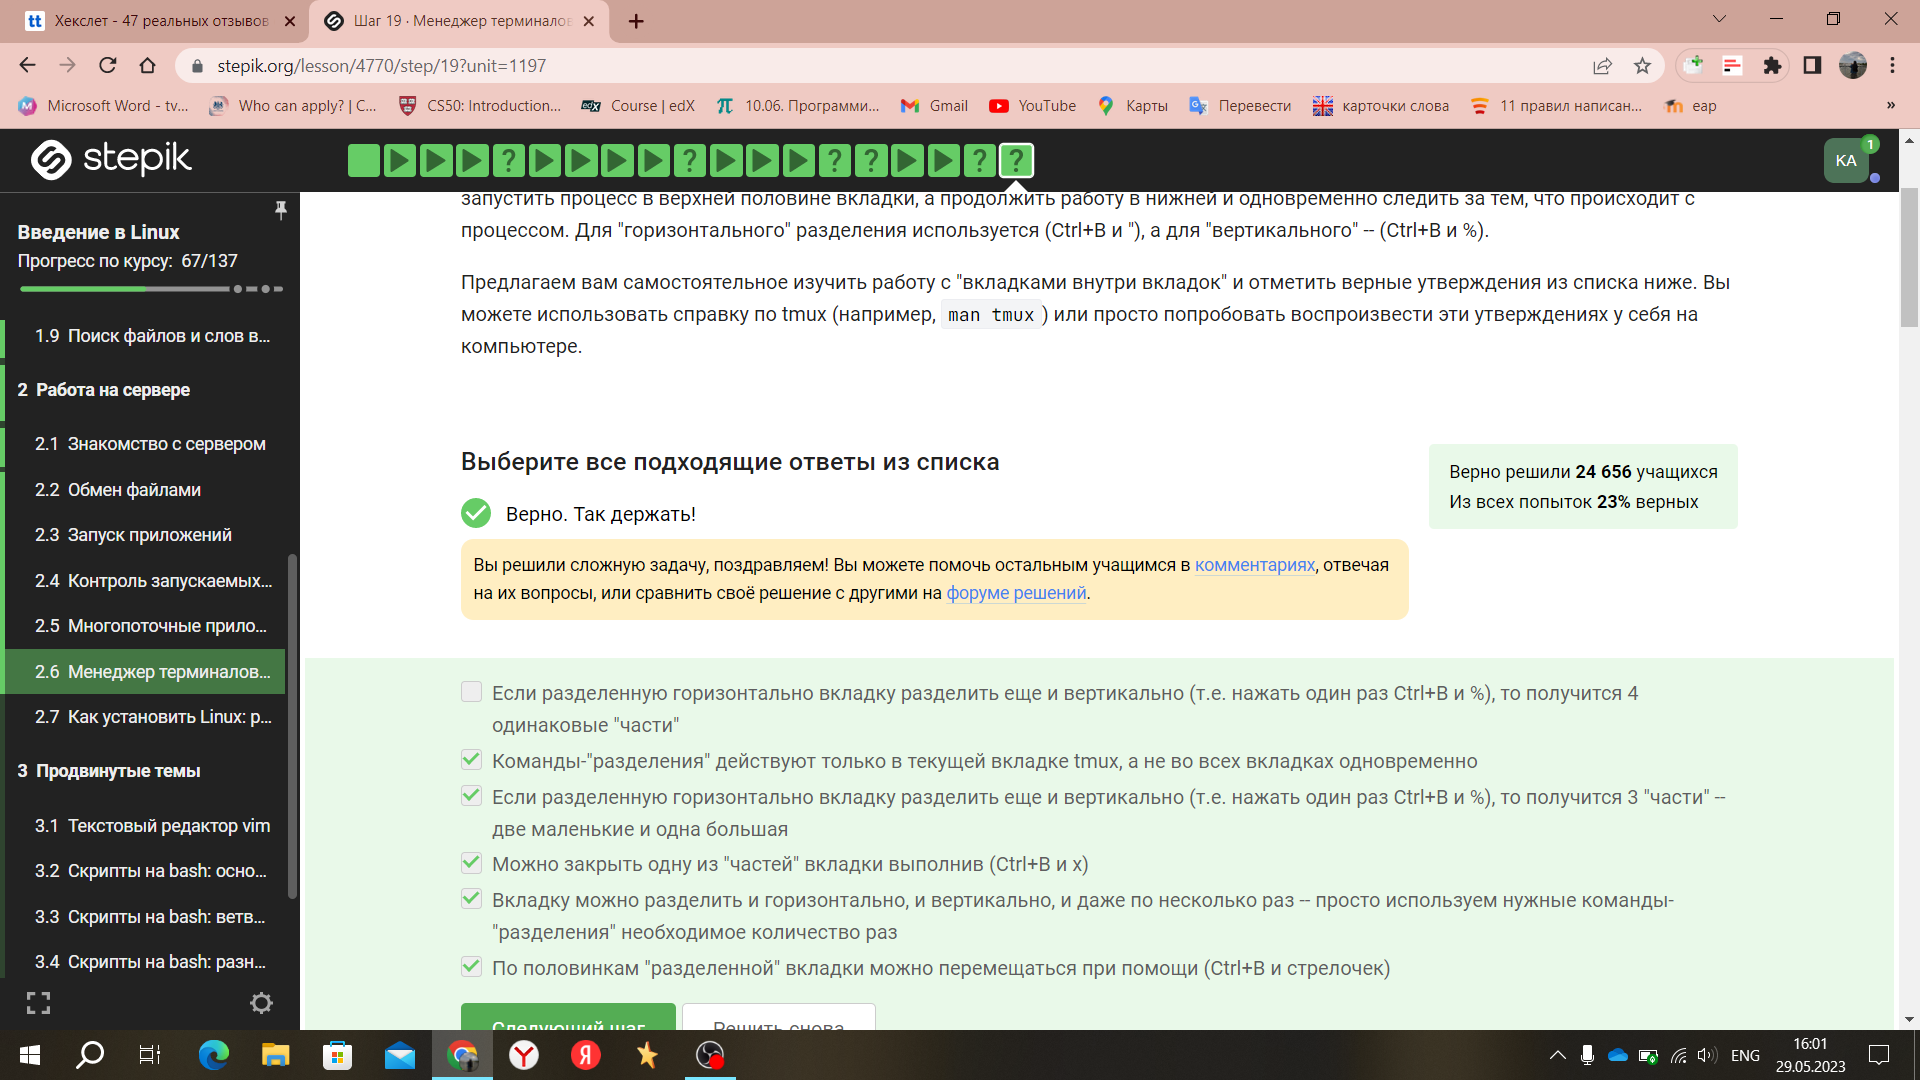 Хекслет - 47 реальных отзывов
Шаг 19 · Менеджер терминалов
stepik.org/lesson/4770/step/19?unit=1197
Microsoft Word - tv...
Who can apply? | C...
CS50: Introduction...
edX
Course | edX
10.06. Программи...
Gmail
YouTube
Карты
Перевести
карточки слова
11 правил написан...
eap
»
stepik
?
?
?
?
?
?
KA
1
Введение в Linux
Прогресс по курсу: 67/137
1.9 Поиск файлов и слов в...
2 Работа на сервере
2.1 Знакомство с сервером
2.2 Обмен файлами
2.3 Запуск приложений
2.4 Контроль запускаемых...
2.5 Многопоточные прило...
2.6 Менеджер терминалов...
2.7 Как установить Linux: р...
3 Продвинутые темы
3.1 Текстовый редактор vim
3.2 Скрипты на bash: осно...
3.3 Скрипты на bash: ветв...
3.4 Скрипты на bash: разн...
запустить процесс в верхней половине вкладки, а продолжить работу в нижней и одновременно следить за тем, что происходит с
процессом. Для "горизонтального" разделения используется (Ctrl+B и "), а для "вертикального" -- (Ctrl+B и %).
Предлагаем вам самостоятельное изучить работу с "вкладками внутри вкладок" и отметить верные утверждения из списка ниже. Вы
можете использовать справку по tmux (например, man tmux ) или просто попробовать воспроизвести эти утверждениях у себя на
компьютере.
Выберите все подходящие ответы из списка
Верно. Так держать!
Верно решили 24 656 учащихся
Из всех попыток 23% верных
Вы решили сложную задачу, поздравляем! Вы можете помочь остальным учащимся в комментариях, отвечая
на их вопросы, или сравнить своё решение с другими на форуме решений.
Если разделенную горизонтально вкладку разделить еще и вертикально (т.е. нажать один раз Ctrl+B и %), то получится 4
одинаковые "части"
Команды-"разделения" действуют только в текущей вкладке tmux, а не во всех вкладках одновременно
Если разделенную горизонтально вкладку разделить еще и вертикально (т.е. нажать один раз Ctrl+B и %), то получится 3 "части" --
две маленькие и одна большая
Можно закрыть одну из "частей" вкладки выполнив (Ctrl+B и x)
Вкладку можно разделить и горизонтально, и вертикально, и даже по несколько раз -- просто используем нужные команды-
"разделения" необходимое количество раз
По половинкам "разделенной" вкладки можно перемещаться при помощи (Ctrl+B и стрелочек)
Следующий шаг
Решить снова
ENG
16:01
29.05.2023